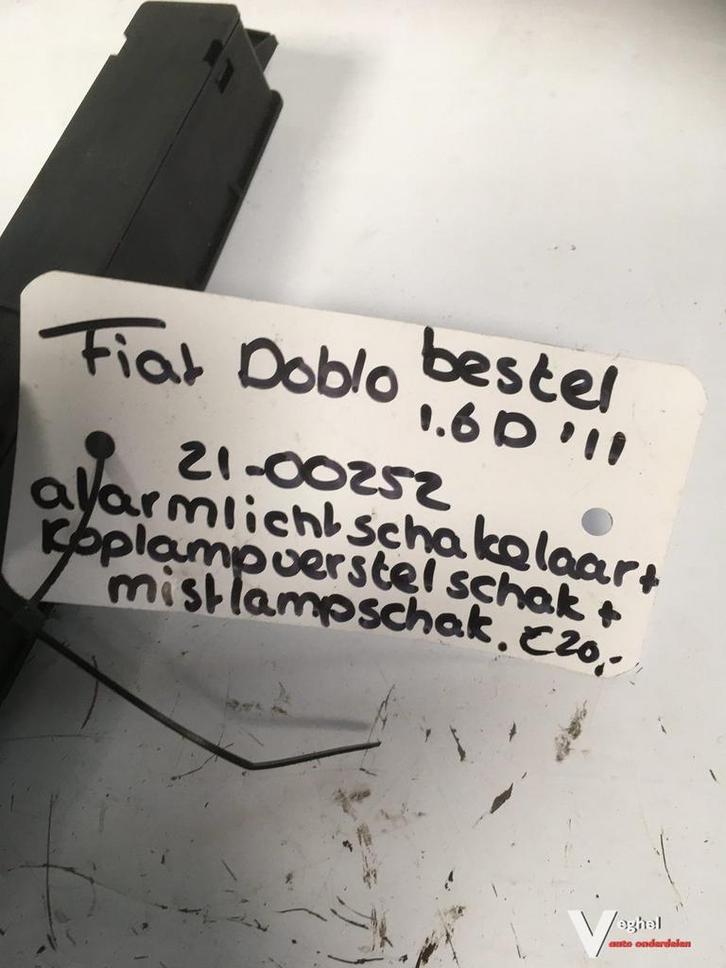 Fiat Doblo bestel
1.6D '11
21-00252
alarmlichtschakelaar+
Koplampverstelschak+
mistlampschak. €20,-
Veghel
auto onderdelen